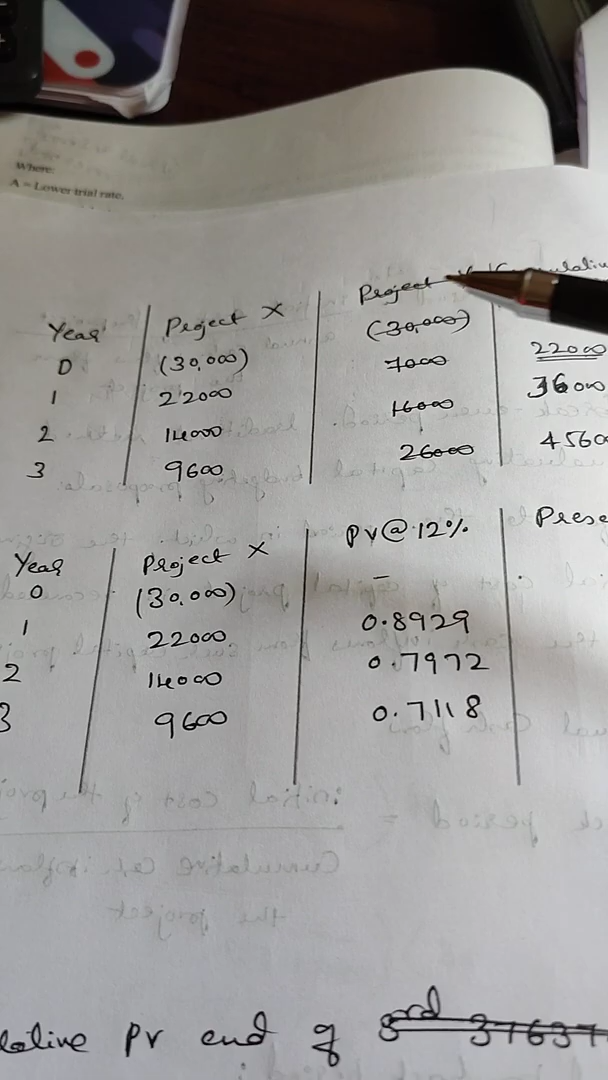 Where:
A = Lower trial rate.
Year Project X Project
0 (30,000) (30,000) 22000
1 22000 7000 36000
2 14000 16000 4560
3 9600 26000
Year Project X PV@12% Prese
0 (30,000) -
1 22000 0.8929
2 14000 0.7972
3 9600 0.7118
lative PV end of 3rd 37637